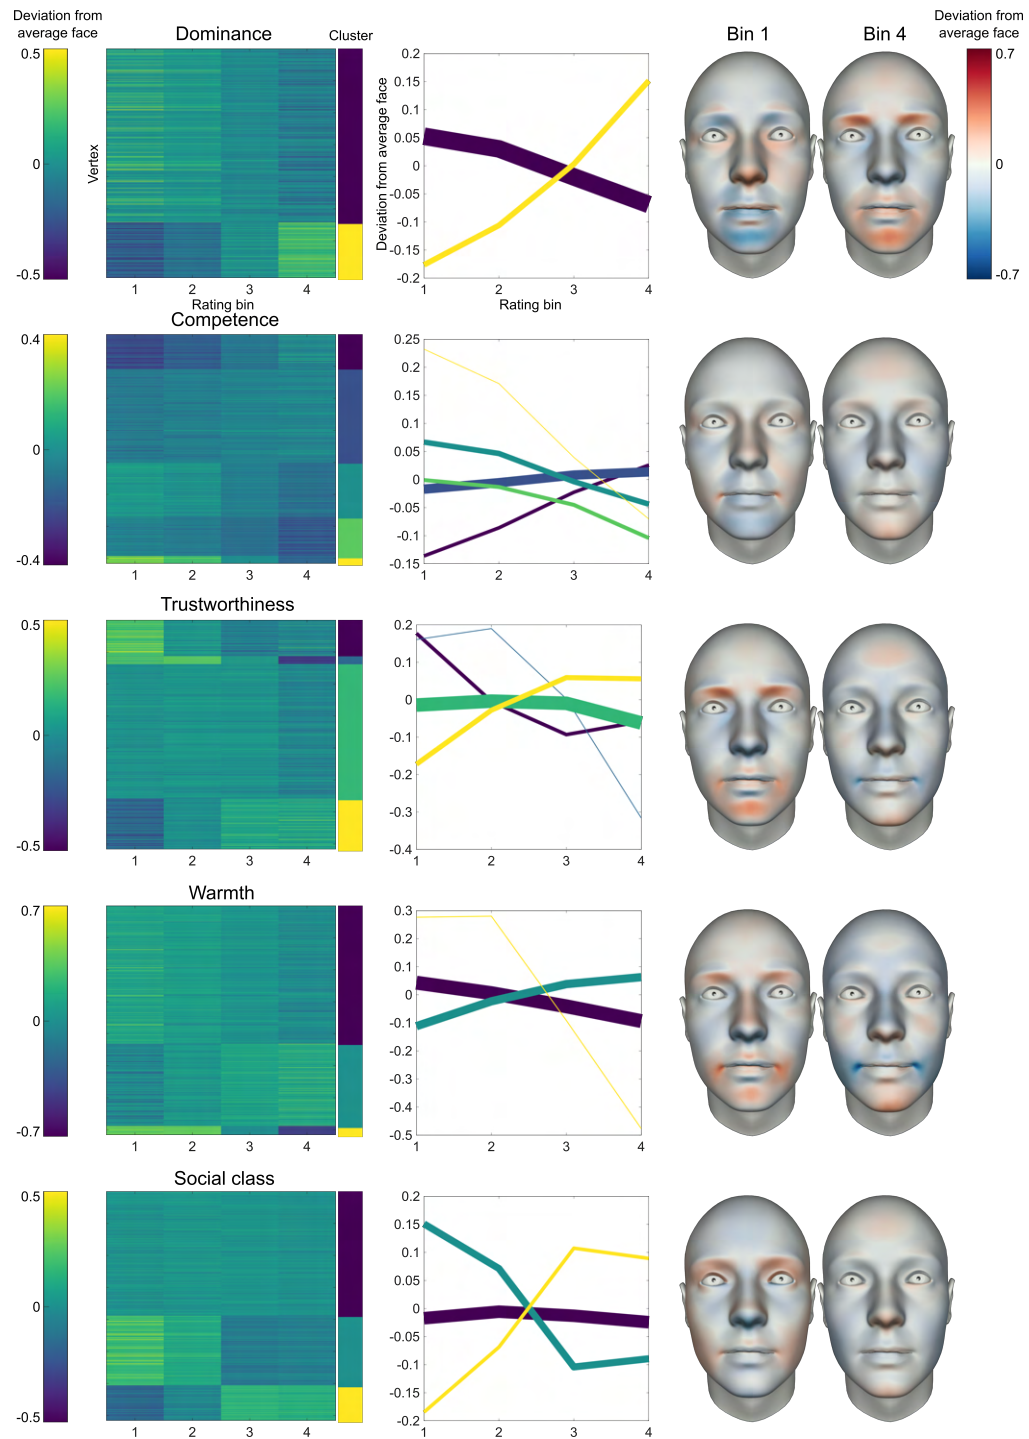 Deviation from
average face
Dominance
Cluster
Bin 1
Bin 4
Deviation from
average face
0.5
0
-0.5
Vertex
1 2 3 4
Rating bin
Deviation from average face
0.2
0.15
0.1
0.05
0
-0.05
-0.1
-0.15
-0.2
1 2 3 4
Rating bin
0.7
0
-0.7
Competence
0.4
0
-0.4
1 2 3 4
0.25
0.2
0.15
0.1
0.05
0
-0.05
-0.1
-0.15
1 2 3 4
Trustworthiness
0.5
0
-0.5
1 2 3 4
0.2
0.1
0
-0.1
-0.2
-0.3
-0.4
1 2 3 4
Warmth
0.7
0
-0.7
1 2 3 4
0.3
0.2
0.1
0
-0.1
-0.2
-0.3
-0.4
-0.5
1 2 3 4
Social class
0.5
0
-0.5
1 2 3 4
0.2
0.15
0.1
0.05
0
-0.05
-0.1
-0.15
-0.2
1 2 3 4